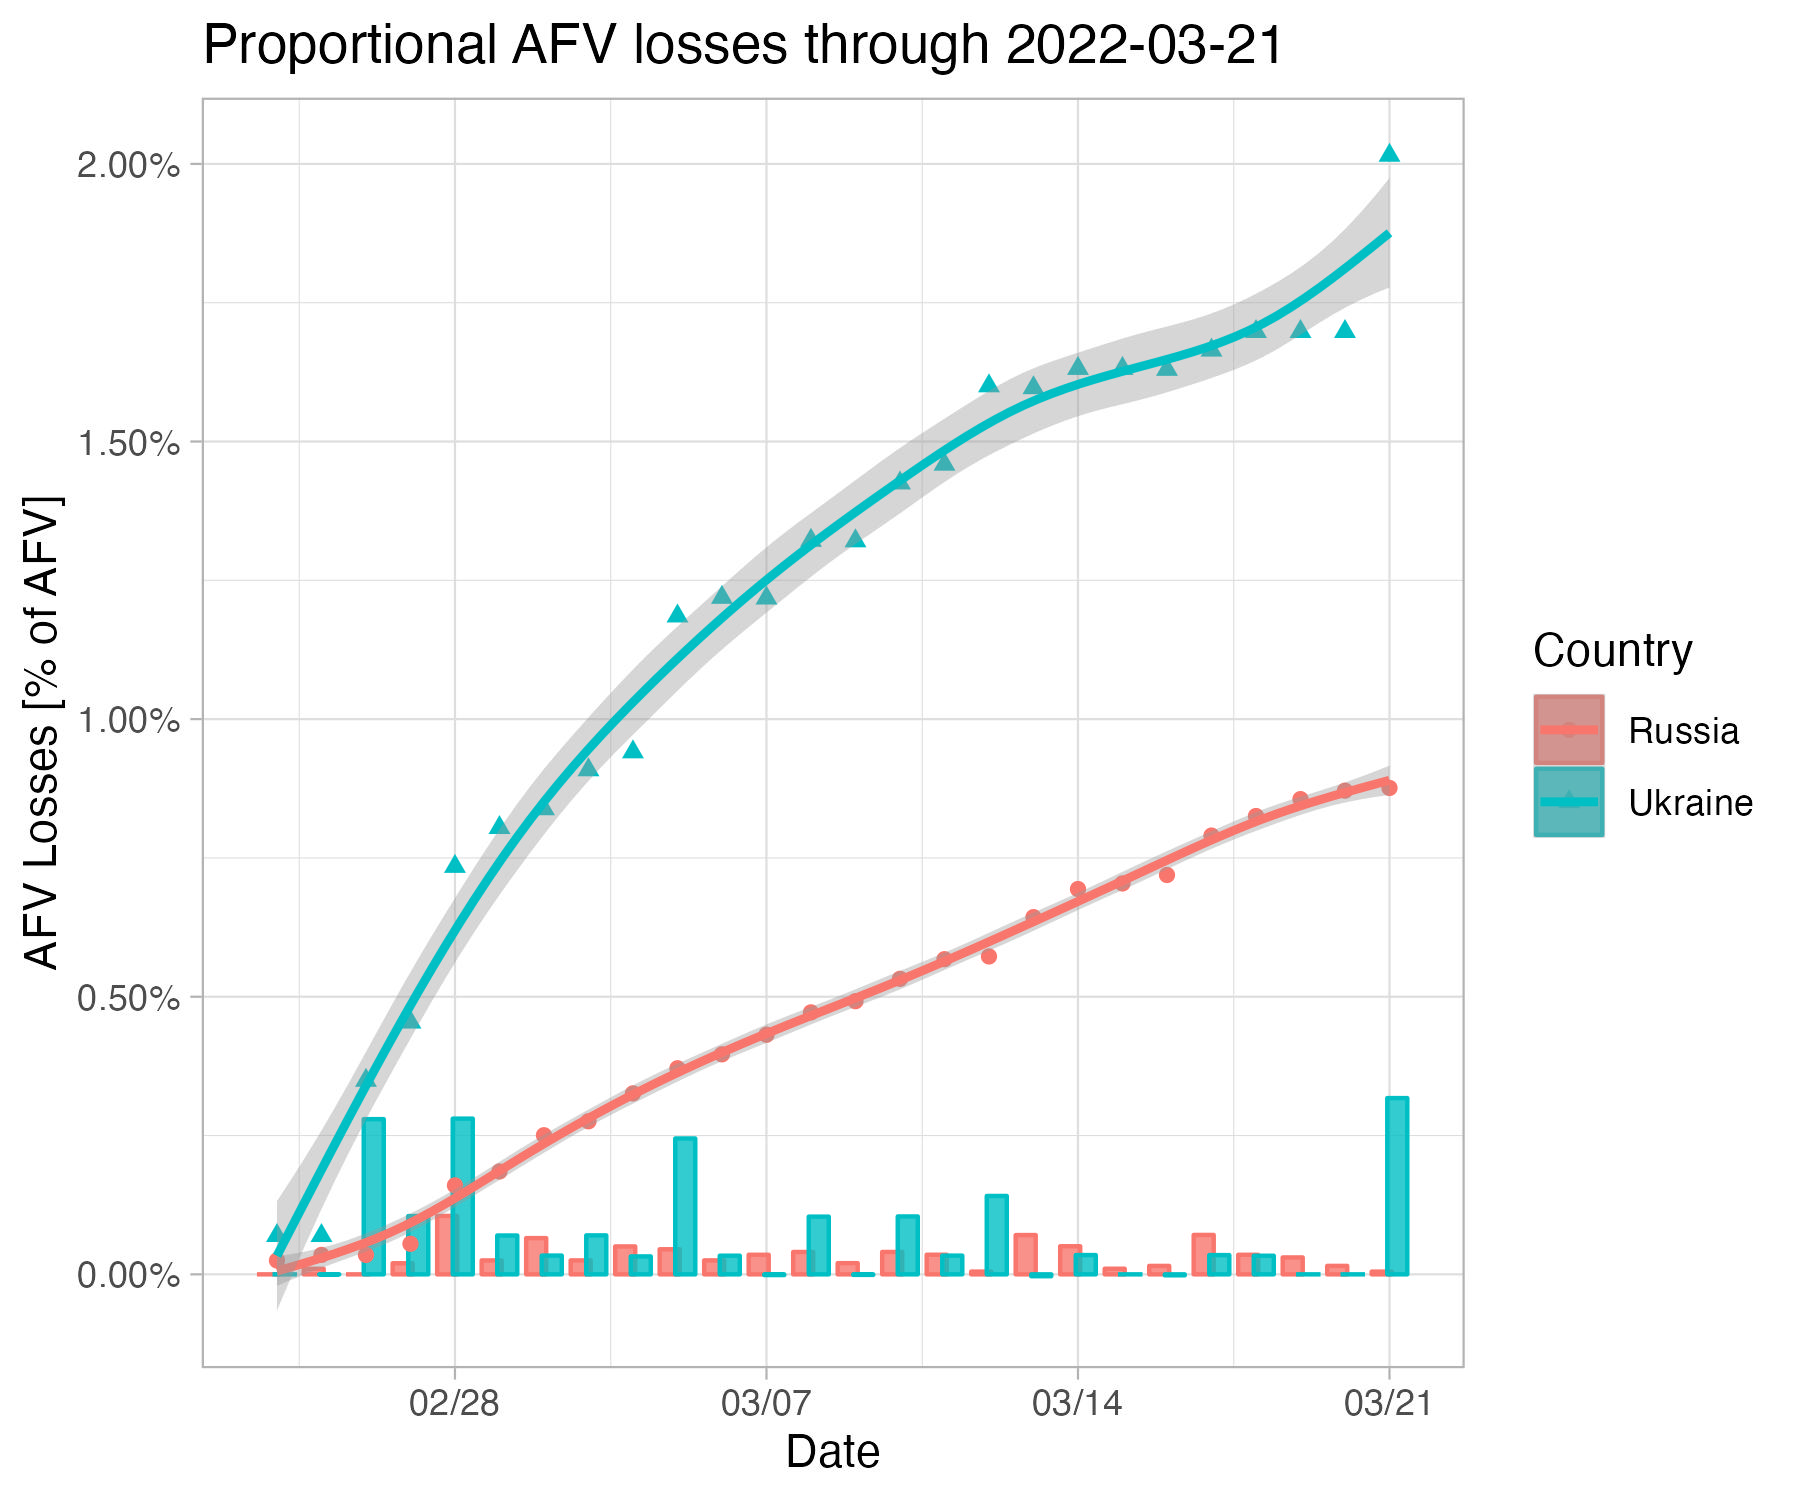 Proportional AFV losses through 2022-03-21
AFV Losses [% of AFV]
2.00%
1.50%
1.00%
0.50%
0.00%
02/28
03/07
03/14
03/21
Date
Country
Russia
Ukraine